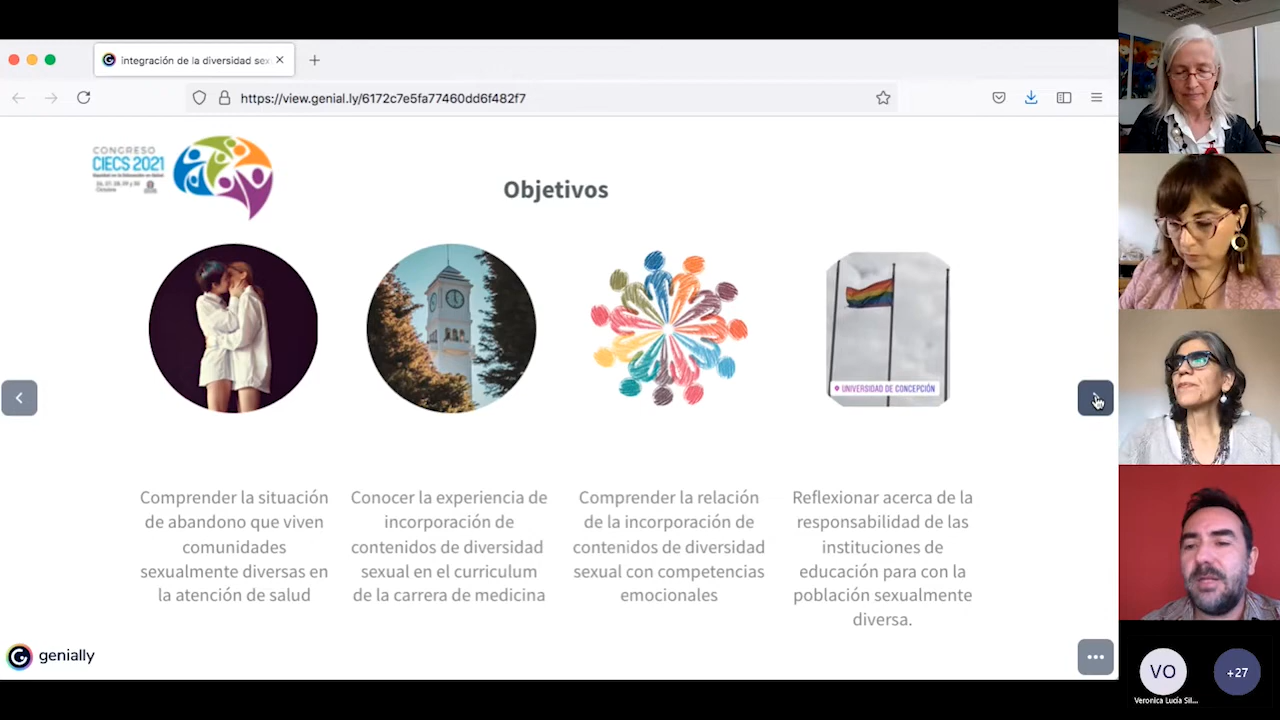 integración de la diversidad sex
https://view.genial.ly/6172c7e5fa77460dd6f482f7
CONGRESO
CIECS 2021
Objetivos
UNIVERSIDAD DE CONCEPCIÓN
Comprender la situación
de abandono que viven
comunidades
sexualmente diversas en
la atención de salud
Conocer la experiencia de
incorporación de
contenidos de diversidad
sexual en el curriculum
de la carrera de medicina
Comprender la relación
de la incorporación de
contenidos de diversidad
sexual con competencias
emocionales
Reflexionar acerca de la
responsabilidad de las
instituciones de
educación para con la
población sexualmente
diversa.
genially
VO
+27
Veronica Lucía Sil...